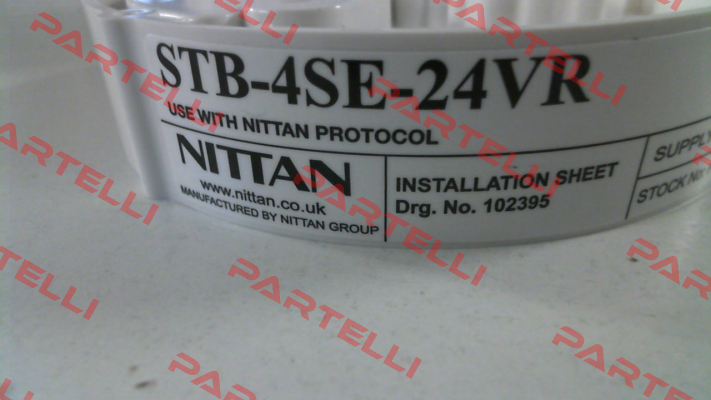 STB-4SE-24VR
USE WITH NITTAN PROTOCOL
NITTAN
www.nittan.co.uk
MANUFACTURED BY NITTAN GROUP
INSTALLATION SHEET
Drg. No. 102395
SUPPLY
STOCK
PARTELLI
PARTELLI
PARTELLI
PARTELLI
PARTELLI
PARTELLI
PARTELLI
PARTELLI